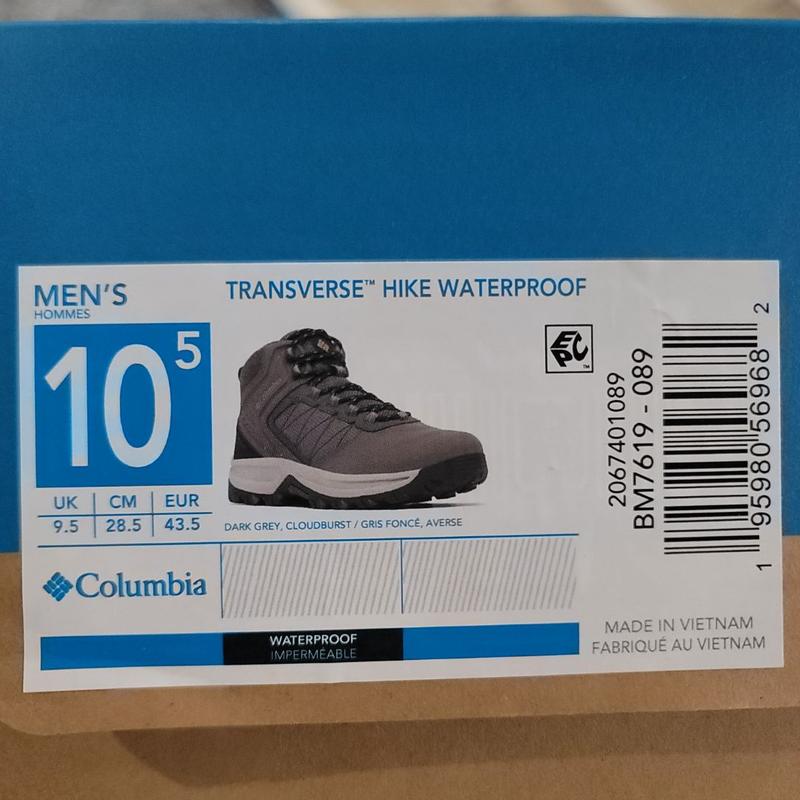 MEN'S
HOMMES
10⁵
UK CM EUR
9.5 28.5 43.5
TRANSVERSE™ HIKE WATERPROOF
DARK GREY, CLOUDBURST / GRIS FONCÉ, AVERSE
Columbia
WATERPROOF
IMPERMÉABLE
EPC™
2067401089
BM7619 - 089
1 95980 56968 2
MADE IN VIETNAM
FABRIQUÉ AU VIETNAM